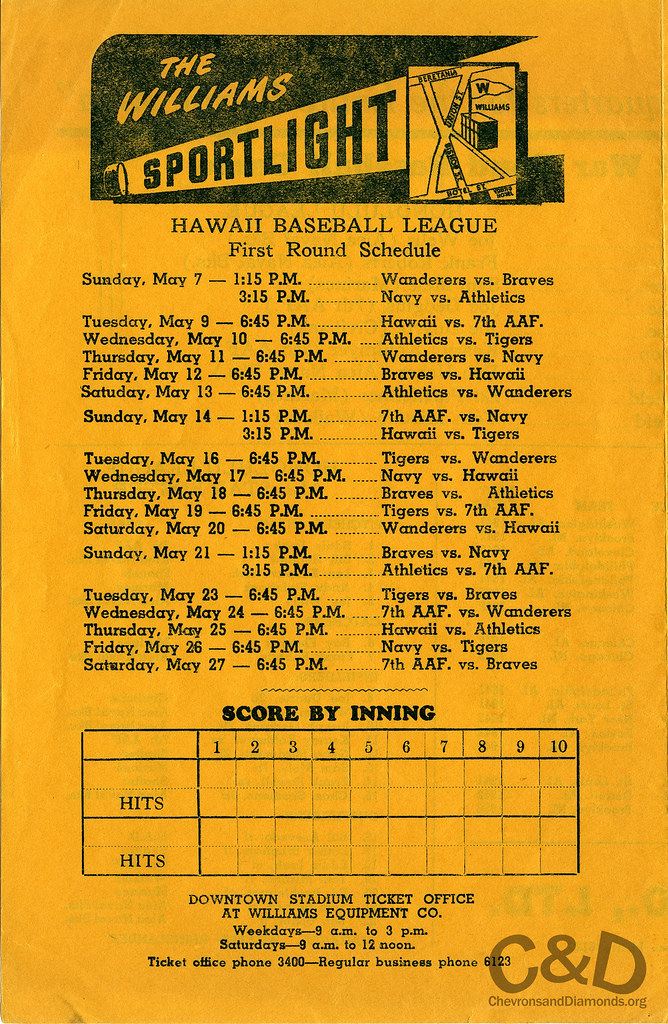 THE
WILLIAMS
SPORTLIGHT
BERETANIA
W
WILLIAMS
HOTEL ST.
HAWAII BASEBALL LEAGUE
First Round Schedule
Sunday, May 7 — 1:15 P.M. ................ Wanderers vs. Braves
3:15 P.M. ................ Navy vs. Athletics
Tuesday, May 9 — 6:45 P.M. .............. Hawaii vs. 7th AAF.
Wednesday, May 10 — 6:45 P.M. .... Athletics vs. Tigers
Thursday, May 11 — 6:45 P.M. .......... Wanderers vs. Navy
Friday, May 12 — 6:45 P.M. ................ Braves vs. Hawaii
Satuday, May 13 — 6:45 P.M. ............ Athletics vs. Wanderers
Sunday, May 14 — 1:15 P.M. .............. 7th AAF. vs. Navy
3:15 P.M. .............. Hawaii vs. Tigers
Tuesday, May 16 — 6:45 P.M. ............ Tigers vs. Wanderers
Wednesday, May 17 — 6:45 P.M. ...... Navy vs. Hawaii
Thursday, May 18 — 6:45 P.M. .......... Braves vs. Athletics
Friday, May 19 — 6:45 P.M. ................ Tigers vs. 7th AAF.
Saturday, May 20 — 6:45 P.M. .......... Wanderers vs. Hawaii
Sunday, May 21 — 1:15 P.M. .............. Braves vs. Navy
3:15 P.M. .............. Athletics vs. 7th AAF.
Tuesday, May 23 — 6:45 P.M. ............ Tigers vs. Braves
Wednesday, May 24 — 6:45 P.M. ...... 7th AAF. vs. Wanderers
Thursday, May 25 — 6:45 P.M. .......... Hawaii vs. Athletics
Friday, May 26 — 6:45 P.M. ................ Navy vs. Tigers
Saturday, May 27 — 6:45 P.M. .......... 7th AAF. vs. Braves
SCORE BY INNING
1 2 3 4 5 6 7 8 9 10
HITS
HITS
DOWNTOWN STADIUM TICKET OFFICE
AT WILLIAMS EQUIPMENT CO.
Weekdays—9 a.m. to 3 p.m.
Saturdays—9 a.m. to 12 noon.
Ticket office phone 3400—Regular business phone 6123
C&D
ChevronsandDiamonds.org